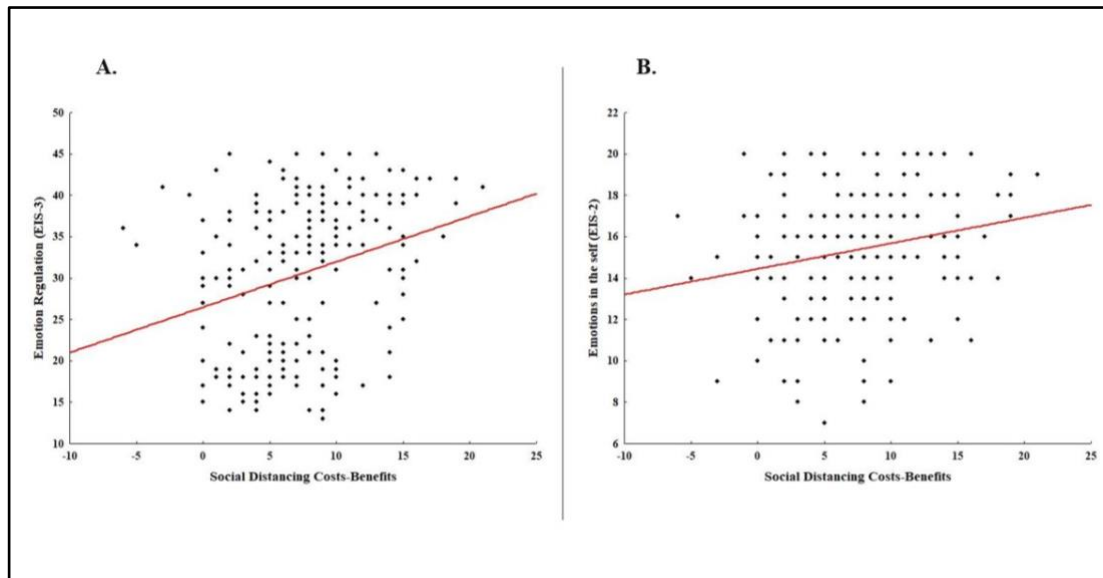 A.
50
45
40
35
30
25
20
15
10
Emotion Regulation (EIS-3)
-10 -5 0 5 10 15 20 25
Social Distancing Costs-Benefits
B.
22
20
18
16
14
12
10
8
6
Emotions in the self (EIS-2)
-10 -5 0 5 10 15 20 25
Social Distancing Costs-Benefits